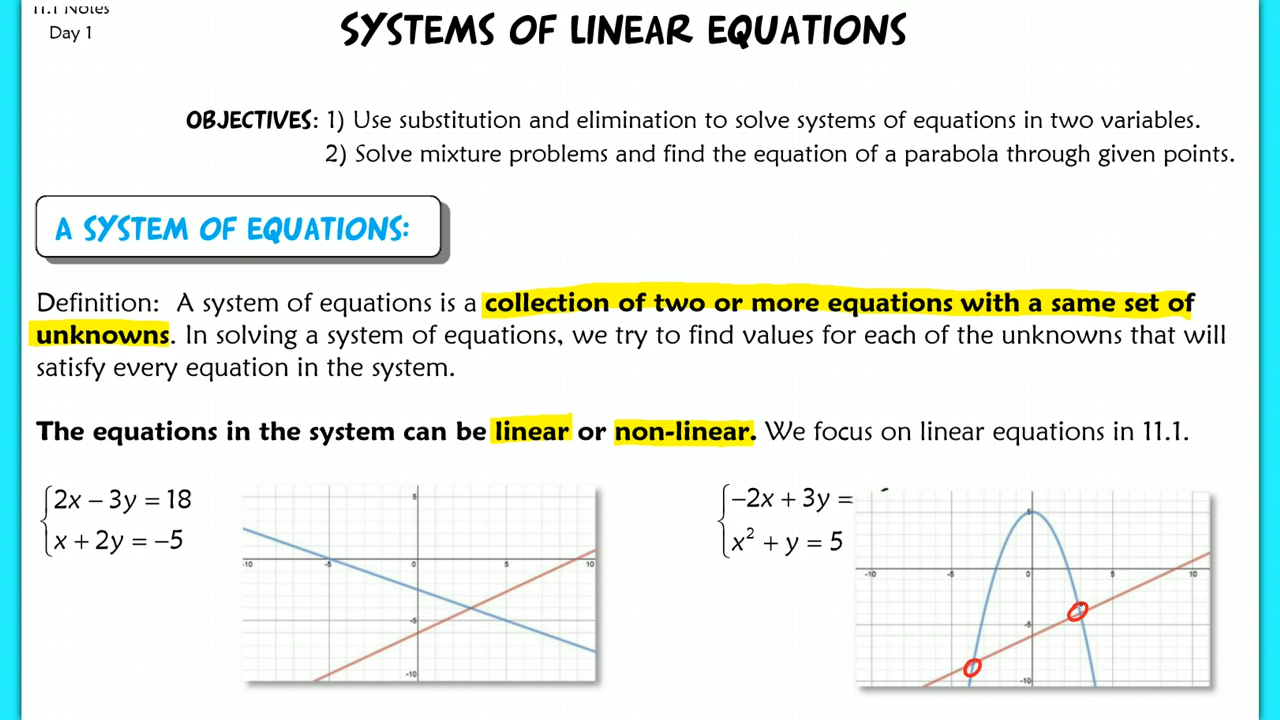 11.1 Notes
Day 1
SYSTEMS OF LINEAR EQUATIONS
OBJECTIVES: 1) Use substitution and elimination to solve systems of equations in two variables.
2) Solve mixture problems and find the equation of a parabola through given points.
A SYSTEM OF EQUATIONS:
Definition: A system of equations is a collection of two or more equations with a same set of
unknowns. In solving a system of equations, we try to find values for each of the unknowns that will
satisfy every equation in the system.
The equations in the system can be linear or non-linear. We focus on linear equations in 11.1.
2x – 3y = 18
x + 2y = –5
5
-10
-5
0
5
10
-5
-10
–2x + 3y =
x² + y = 5
5
-10
-5
0
5
10
-5
-10